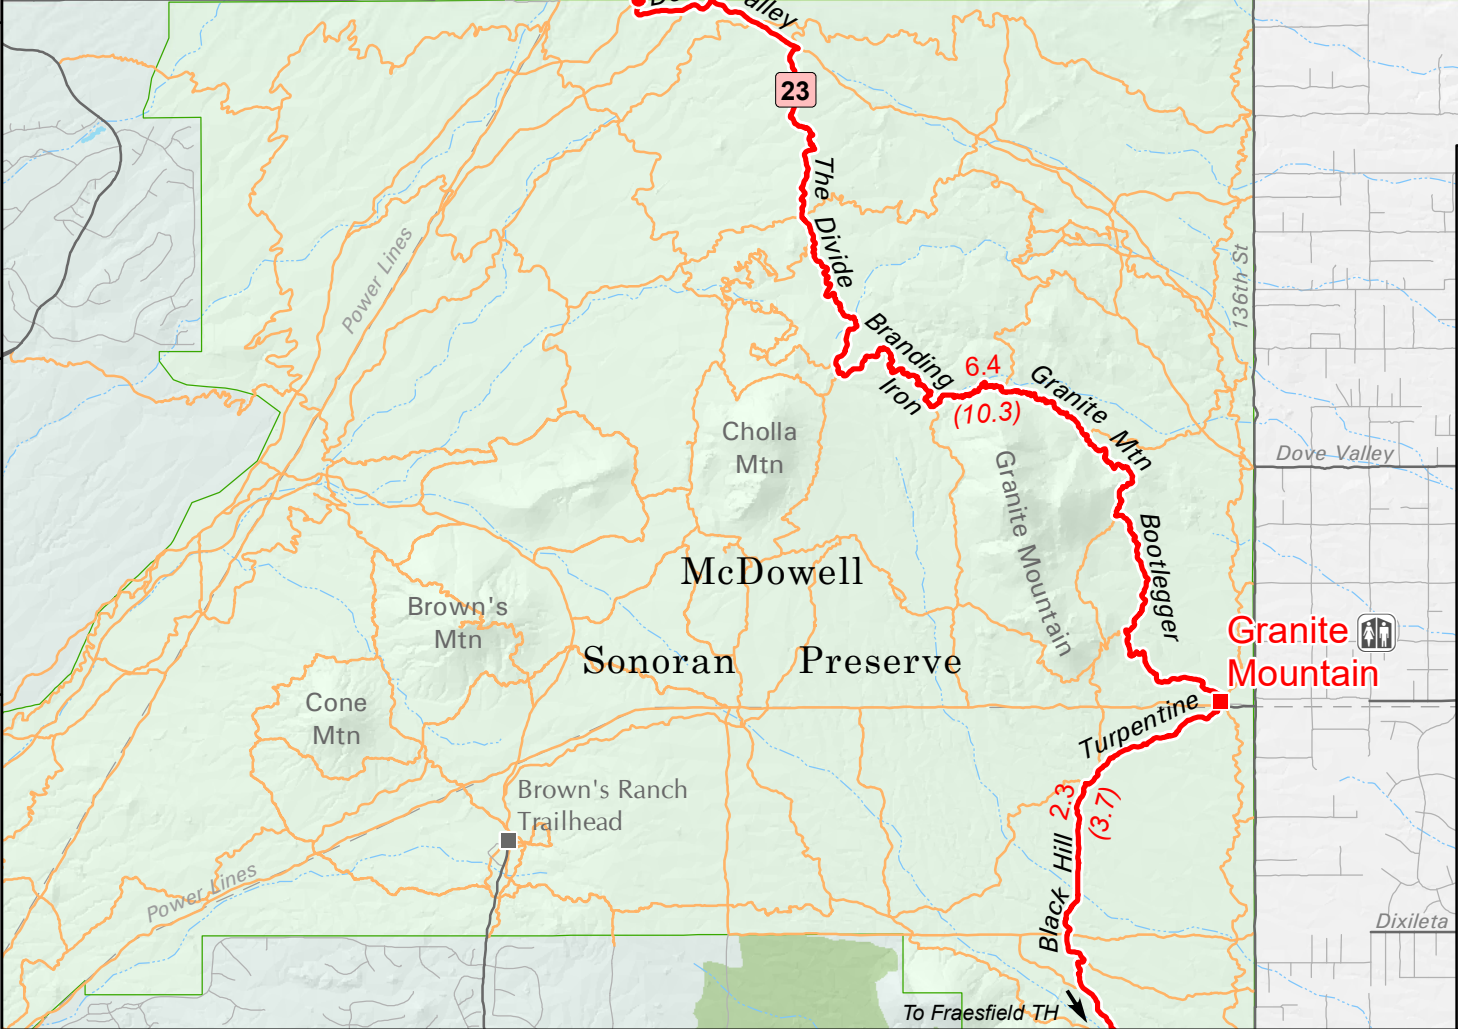 alley
23
The Divide
Power Lines
136th St
Branding
Iron
6.4
(10.3)
Granite Mtn
Cholla
Mtn
Dove Valley
Granite Mountain
Bootlegger
McDowell
Brown's
Mtn
Sonoran Preserve
Granite
Mountain
Cone
Mtn
Turpentine
Brown's Ranch
Trailhead
2.3
(3.7)
Black Hill
Power Lines
Dixileta
To Fraesfield TH